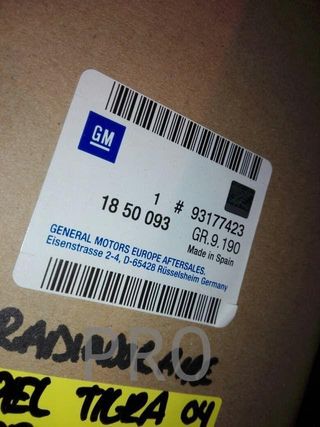 GM
1 # 93177423
18 50 093 GR.9.190
Made in Spain
GENERAL MOTORS EUROPE AFTERSALES.
Eisenstrasse 2-4, D-65428 Rüsselsheim Germany
PRO
TIGRA 04